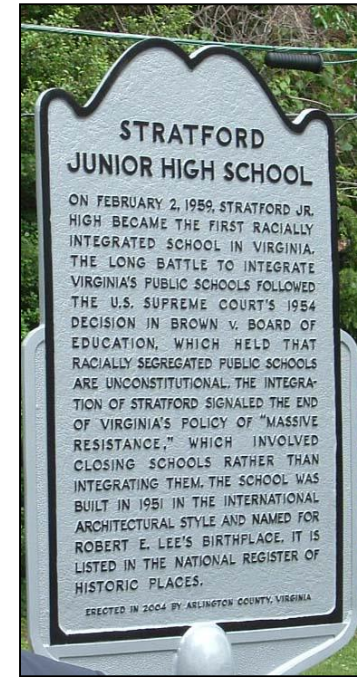 STRATFORD
JUNIOR HIGH SCHOOL
ON FEBRUARY 2, 1959, STRATFORD JR.
HIGH BECAME THE FIRST RACIALLY
INTEGRATED SCHOOL IN VIRGINIA.
THE LONG BATTLE TO INTEGRATE
VIRGINIA'S PUBLIC SCHOOLS FOLLOWED
THE U.S. SUPREME COURT'S 1954
DECISION IN BROWN V. BOARD OF
EDUCATION, WHICH HELD THAT
RACIALLY SEGREGATED PUBLIC SCHOOLS
ARE UNCONSTITUTIONAL. THE INTEGRA-
TION OF STRATFORD SIGNALED THE END
OF VIRGINIA'S POLICY OF "MASSIVE
RESISTANCE," WHICH INVOLVED
CLOSING SCHOOLS RATHER THAN
INTEGRATING THEM. THE SCHOOL WAS
BUILT IN 1951 IN THE INTERNATIONAL
ARCHITECTURAL STYLE AND NAMED FOR
ROBERT E. LEE'S BIRTHPLACE. IT IS
LISTED IN THE NATIONAL REGISTER OF
HISTORIC PLACES.
ERECTED IN 2004 BY ARLINGTON COUNTY, VIRGINIA